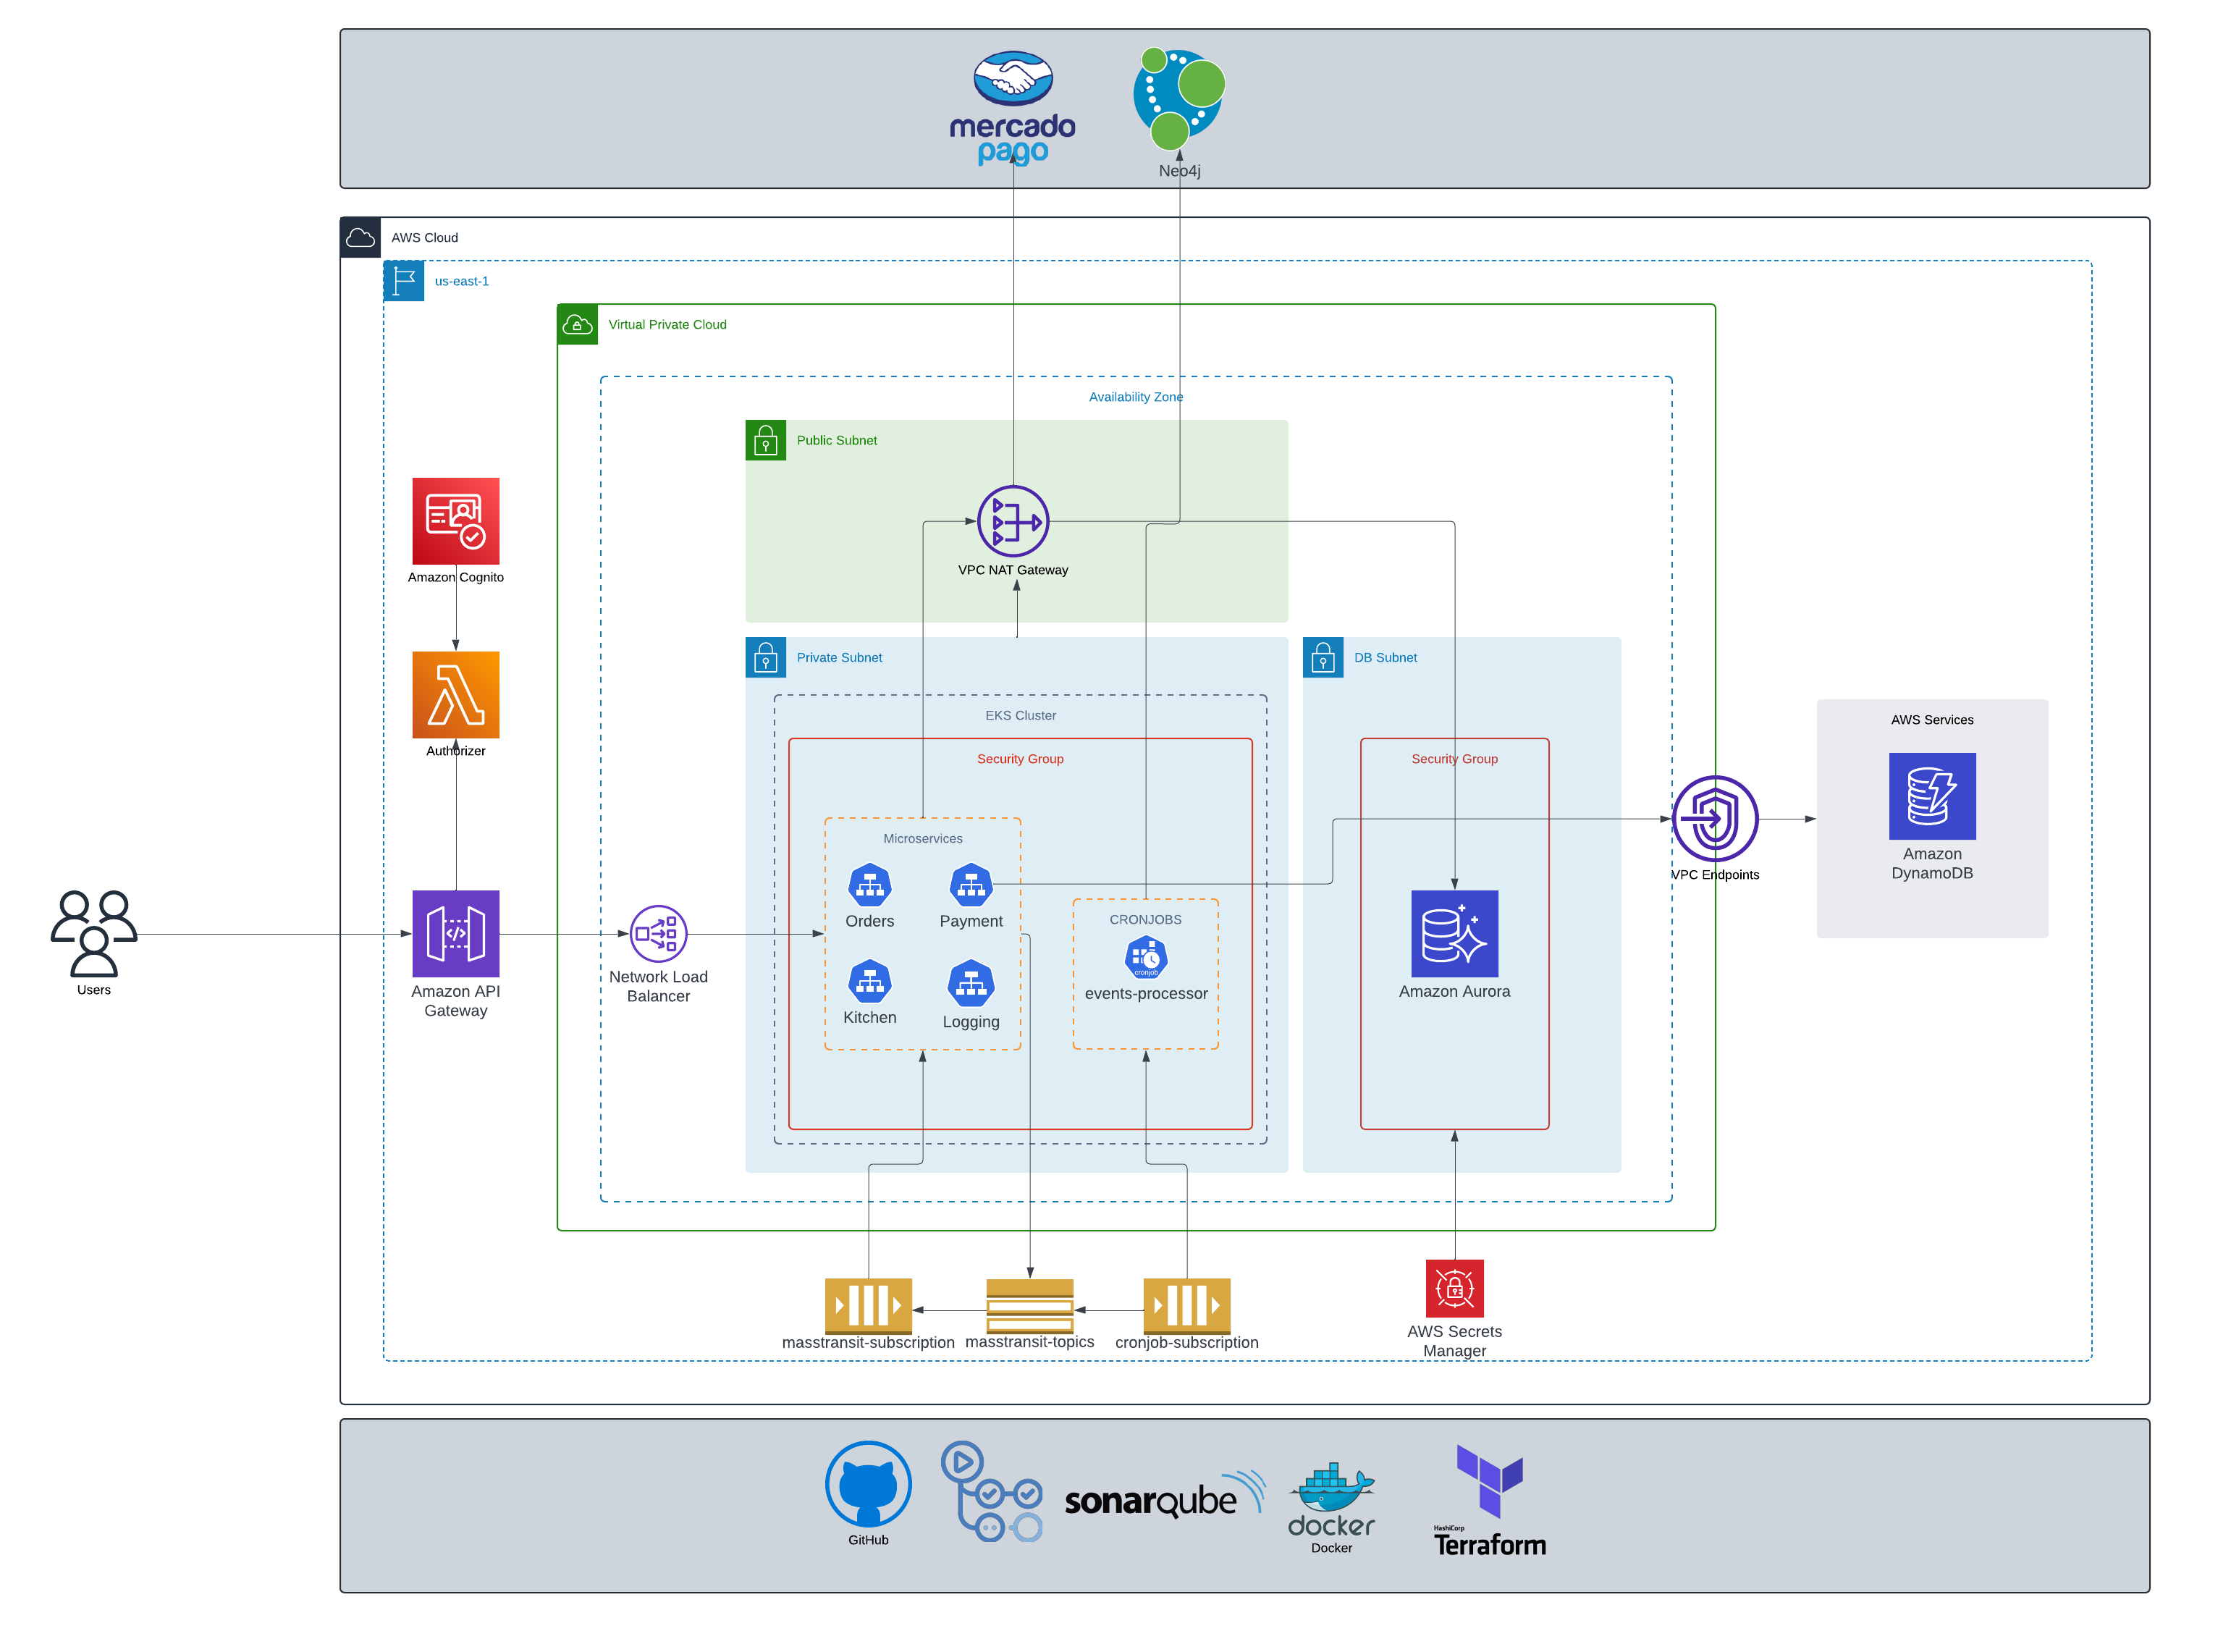 mercado
pago
Neo4j
AWS Cloud
us-east-1
Virtual Private Cloud
Availability Zone
Public Subnet
VPC NAT Gateway
Amazon Cognito
Authorizer
Private Subnet
DB Subnet
EKS Cluster
Security Group
Security Group
AWS Services
Microservices
Orders
Payment
Kitchen
Logging
CRONJOBS
cronjob
events-processor
Amazon Aurora
VPC Endpoints
Amazon
DynamoDB
Users
Amazon API
Gateway
Network Load
Balancer
masstransit-subscription
masstransit-topics
cronjob-subscription
AWS Secrets
Manager
GitHub
sonarqube
docker
Docker
HashiCorp
Terraform